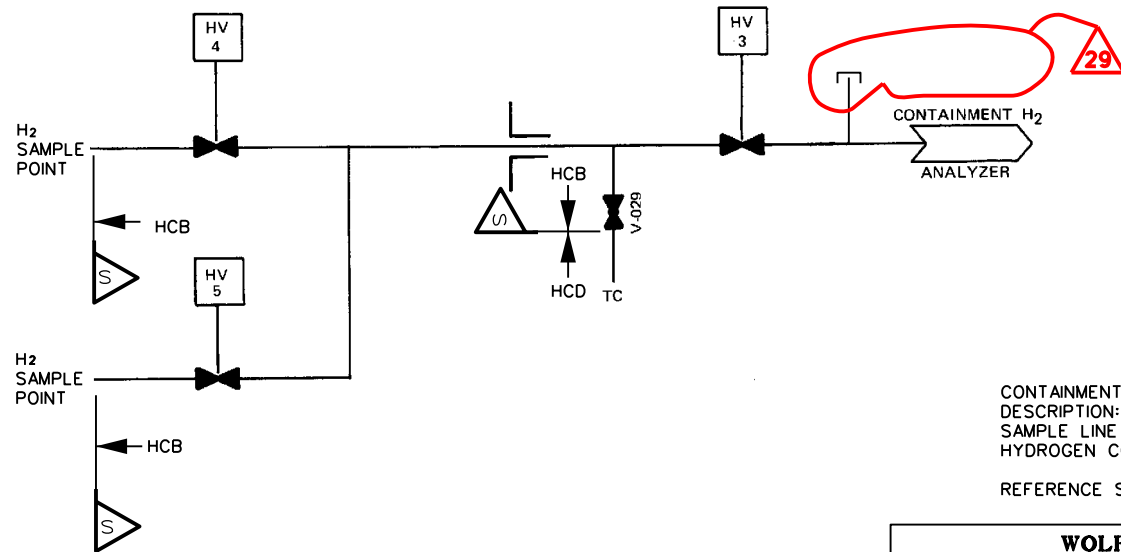 HV
4
HV
3
29
H2
SAMPLE
POINT
CONTAINMENT H2
ANALYZER
HCB
S
HCB
S
V-029
HCD
TC
HV
5
H2
SAMPLE
POINT
HCB
S
CONTAINMENT
DESCRIPTION:
SAMPLE LINE
HYDROGEN C
REFERENCE S
WOLF